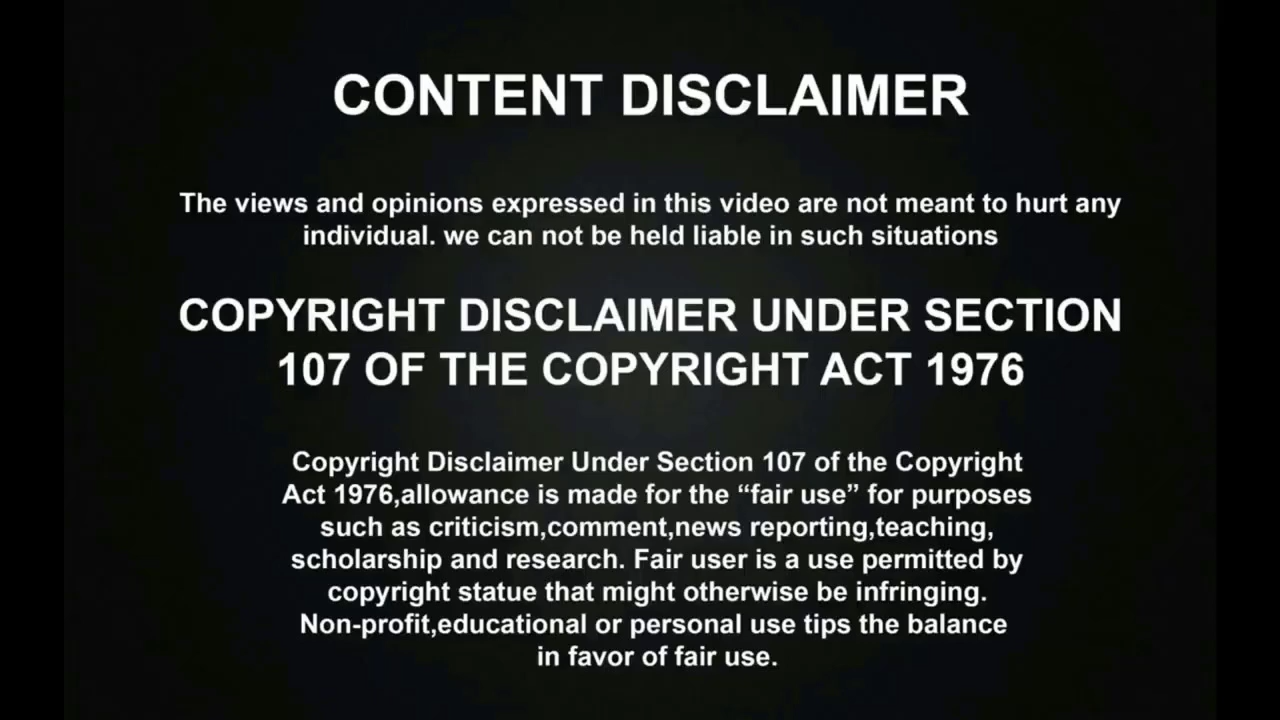 CONTENT DISCLAIMER
The views and opinions expressed in this video are not meant to hurt any
individual. we can not be held liable in such situations
COPYRIGHT DISCLAIMER UNDER SECTION
107 OF THE COPYRIGHT ACT 1976
Copyright Disclaimer Under Section 107 of the Copyright
Act 1976,allowance is made for the “fair use” for purposes
such as criticism,comment,news reporting,teaching,
scholarship and research. Fair user is a use permitted by
copyright statue that might otherwise be infringing.
Non-profit,educational or personal use tips the balance
in favor of fair use.